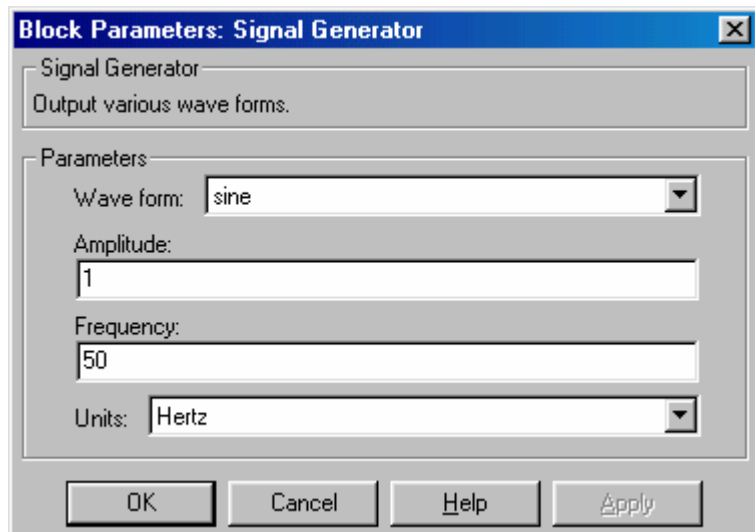 Block Parameters: Signal Generator
Signal Generator
Output various wave forms.
Parameters
Wave form: sine
Amplitude:
1
Frequency:
50
Units: Hertz
OK Cancel Help Apply